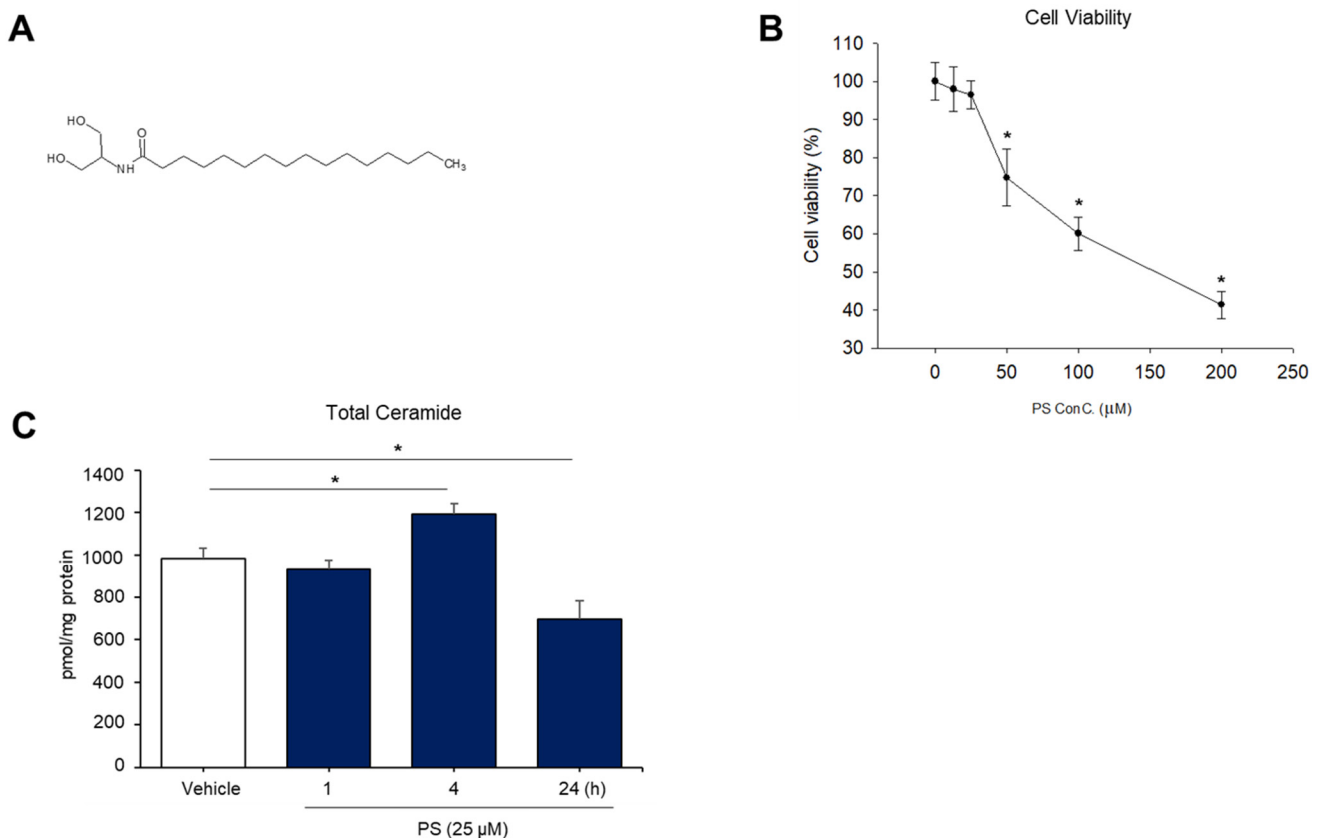 A
HO
HO
O
NH
CH3
B
Cell Viability
Cell viability (%)
110
100
90
80
70
60
50
40
30
*
*
*
0 50 100 150 200 250
PS ConC. (µM)
C
Total Ceramide
*
*
pmol/mg protein
1400
1200
1000
800
600
400
200
0
Vehicle 1 4 24 (h)
PS (25 µM)